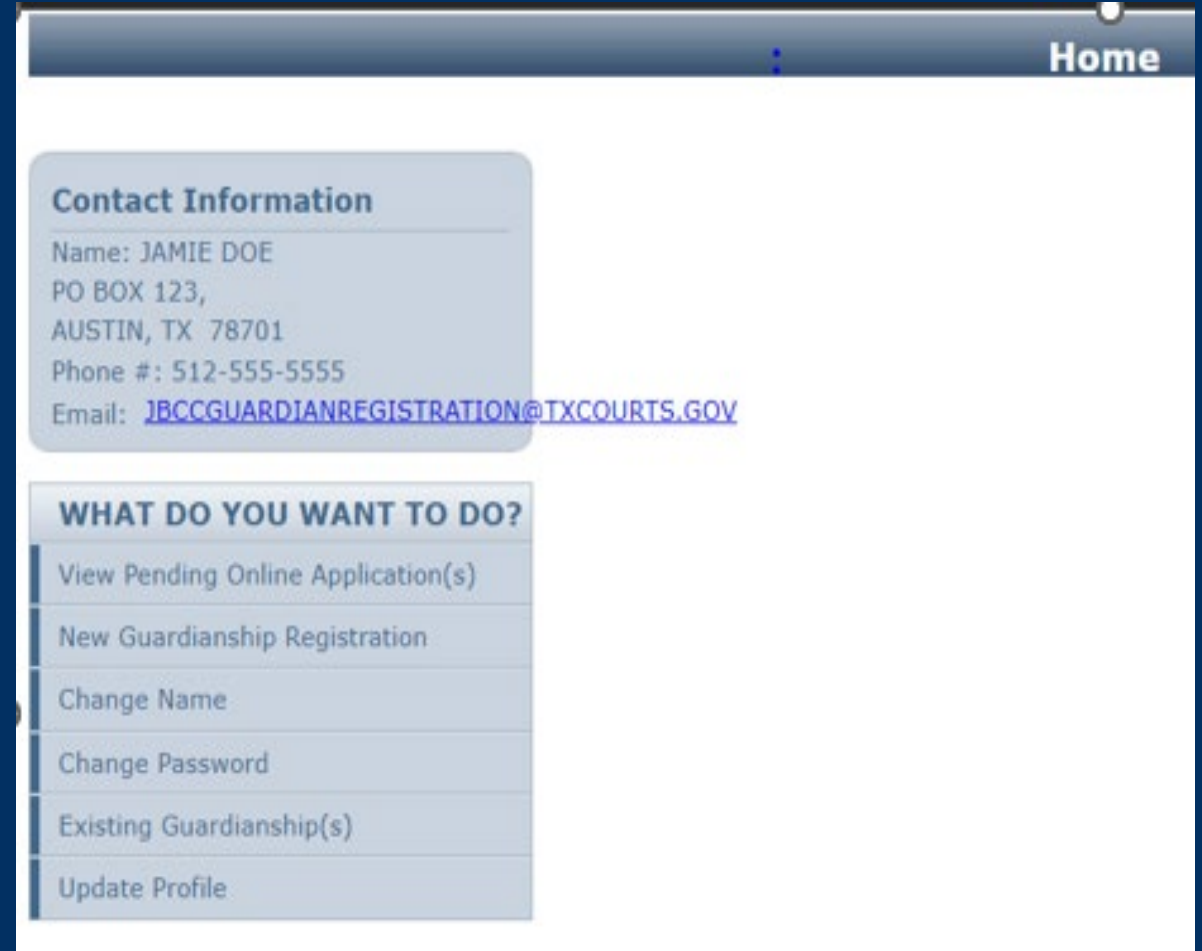 Home
Contact Information
Name: JAMIE DOE
PO BOX 123,
AUSTIN, TX 78701
Phone #: 512-555-5555
Email: JBCCGUARDIANREGISTRATION@TXCOURTS.GOV
WHAT DO YOU WANT TO DO?
View Pending Online Application(s)
New Guardianship Registration
Change Name
Change Password
Existing Guardianship(s)
Update Profile